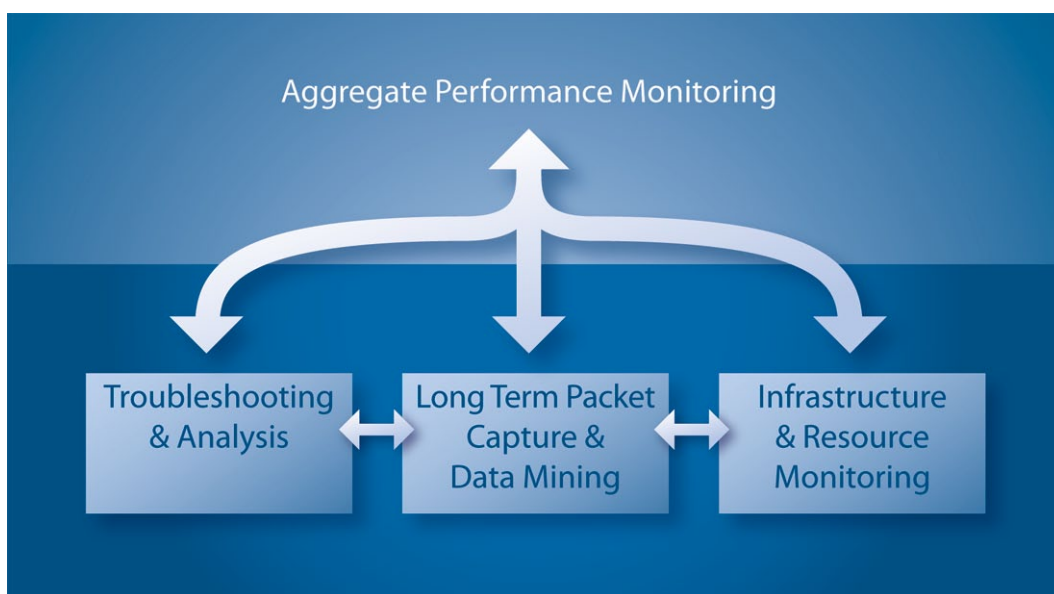 Aggregate Performance Monitoring
Troubleshooting
& Analysis
Long Term Packet
Capture &
Data Mining
Infrastructure
& Resource
Monitoring